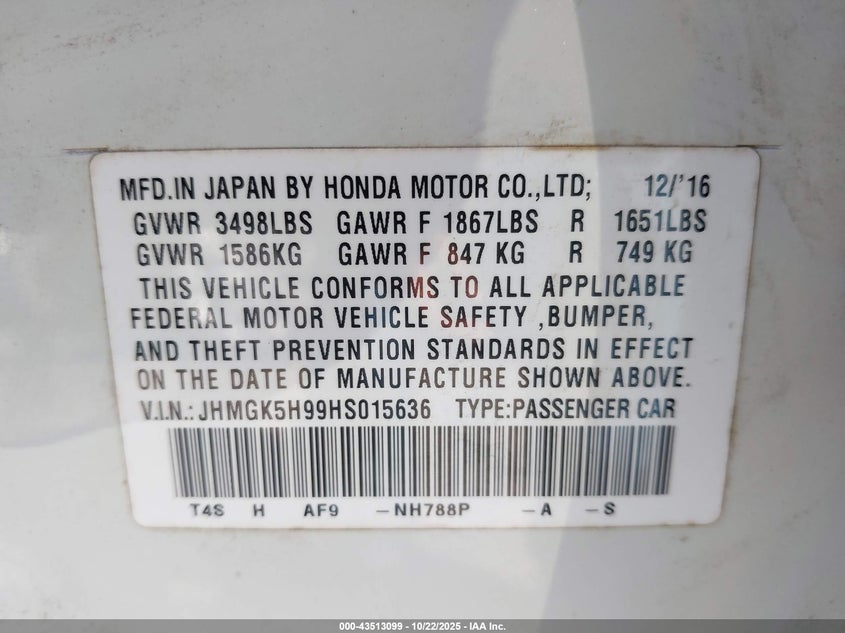 MFD.IN JAPAN BY HONDA MOTOR CO.,LTD; 12/'16
GVWR 3498LBS GAWR F 1867LBS R 1651LBS
GVWR 1586KG GAWR F 847 KG R 749 KG
THIS VEHICLE CONFORMS TO ALL APPLICABLE
FEDERAL MOTOR VEHICLE SAFETY ,BUMPER,
AND THEFT PREVENTION STANDARDS IN EFFECT
ON THE DATE OF MANUFACTURE SHOWN ABOVE.
V.I.N.: JHMGK5H99HS015636 TYPE:PASSENGER CAR
T4S H AF9 -NH788P -A -S
000-43513099 - 10/22/2025 - IAA Inc.